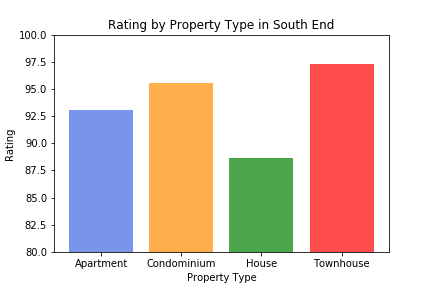 Rating by Property Type in South End
100.0
97.5
95.0
92.5
90.0
87.5
85.0
82.5
80.0
Rating
Apartment Condominium House Townhouse
Property Type